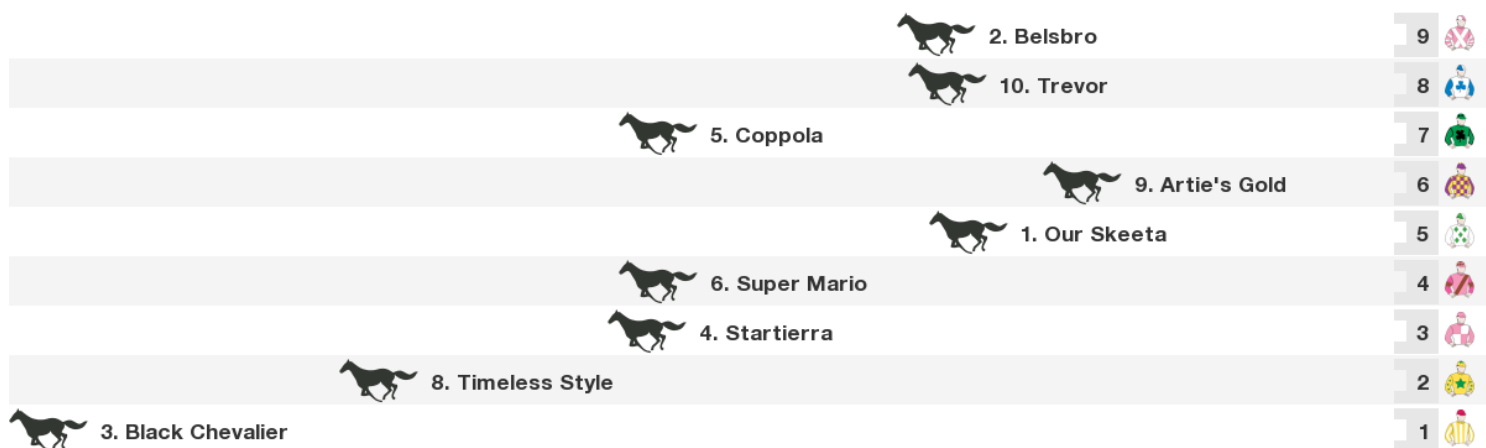 2. Belsbro 9
10. Trevor 8
5. Coppola 7
9. Artie's Gold 6
1. Our Skeeta 5
6. Super Mario 4
4. Startierra 3
8. Timeless Style 2
3. Black Chevalier 1